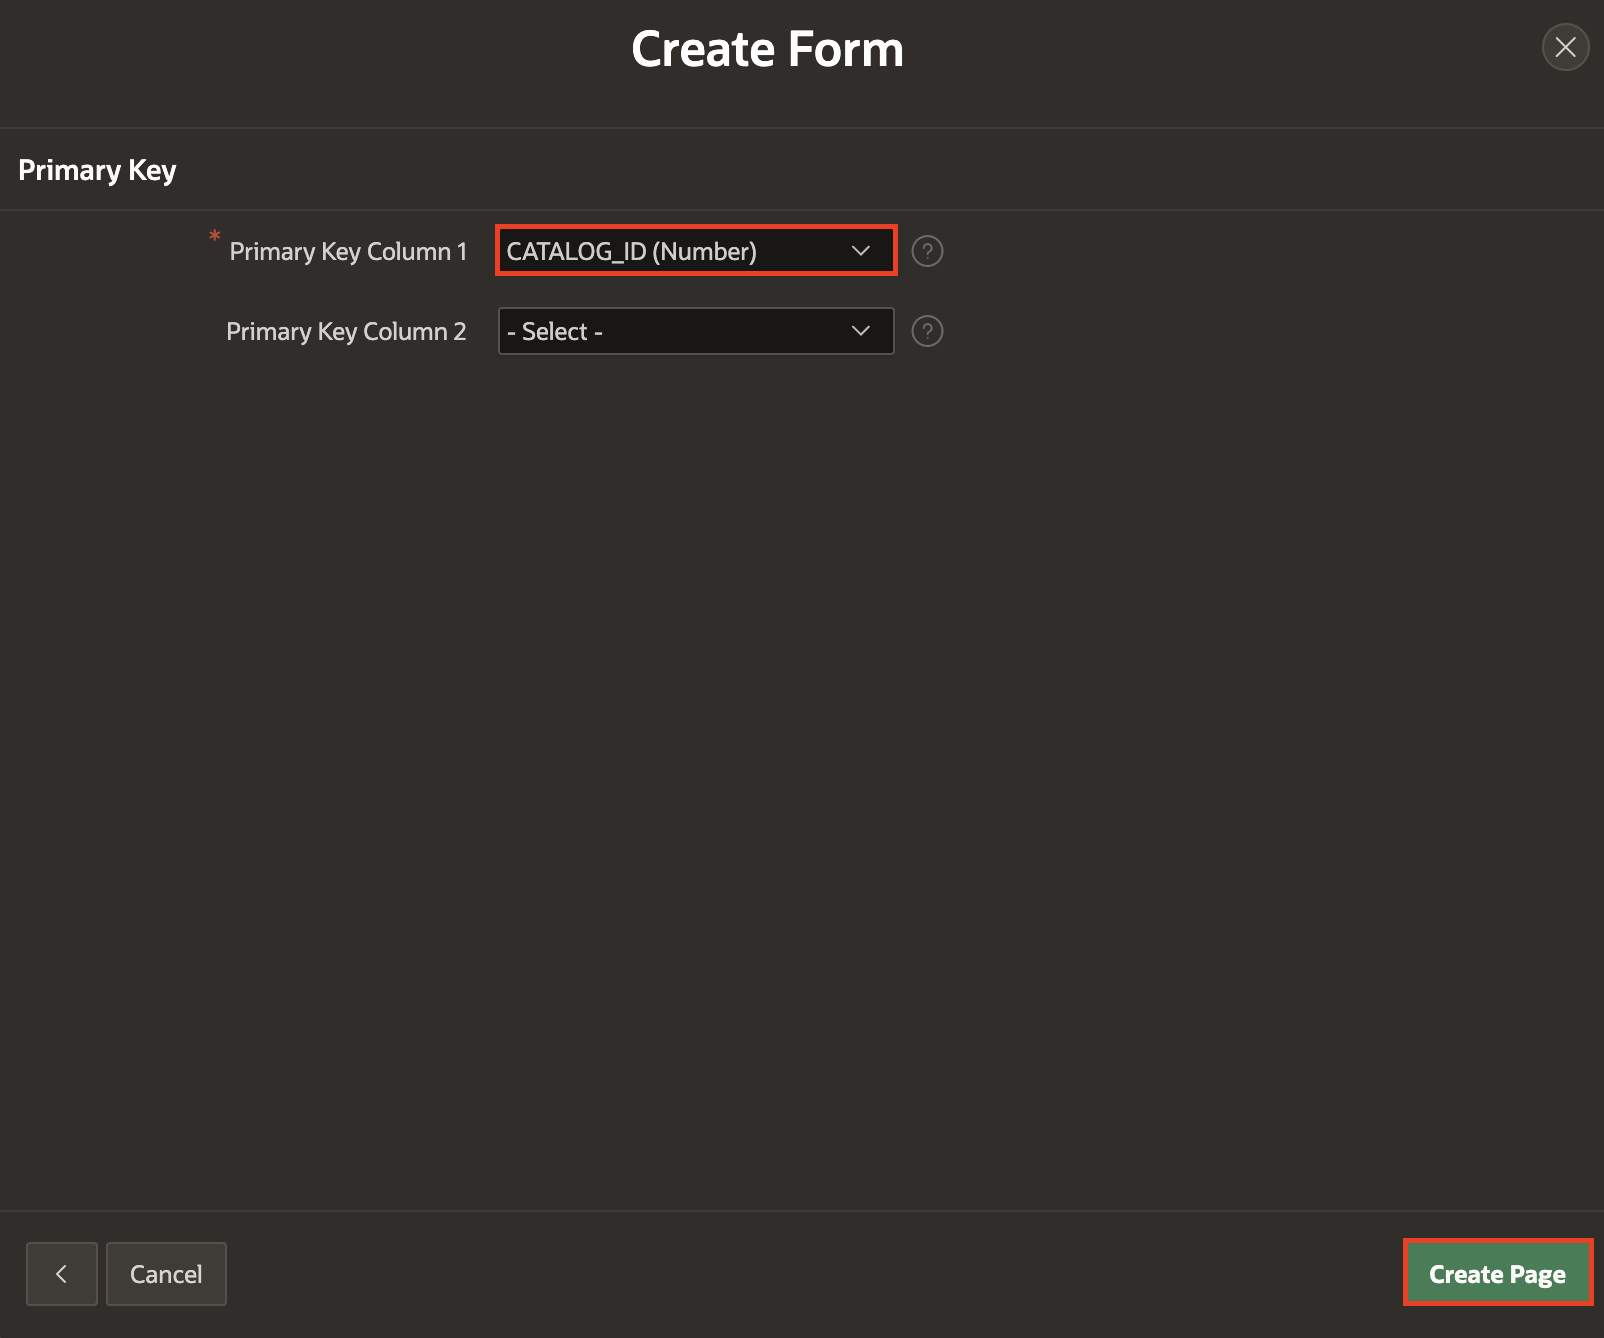 Create Form
Primary Key
* Primary Key Column 1 CATALOG_ID (Number) ?
Primary Key Column 2 - Select - ?
Cancel Create Page